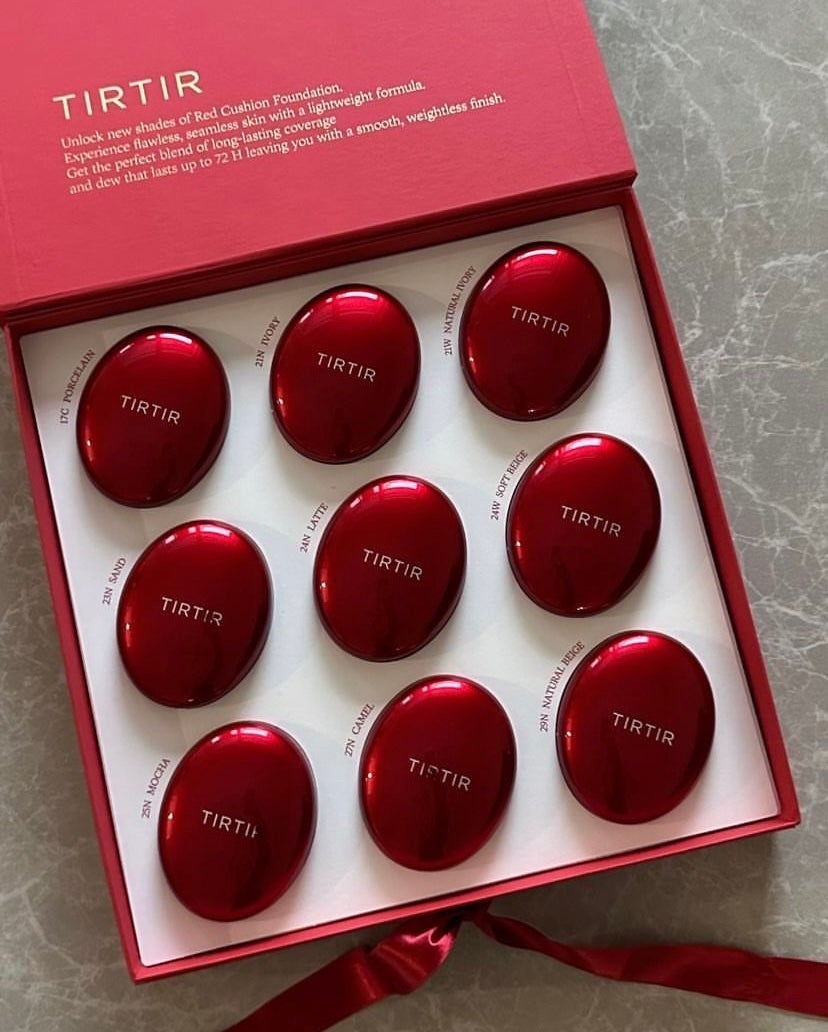 TIRTIR
Unlock new shades of Red Cushion Foundation.
Experience flawless, seamless skin with a lightweight formula.
Get the perfect blend of long-lasting coverage
and dew that lasts up to 72 H leaving you with a smooth, weightless finish.
17C PORCELAIN
TIRTIR
21N IVORY
TIRTIR
21W NATURAL IVORY
TIRTIR
23N SAND
TIRTIR
24N LATTE
TIRTIR
24W SOFT BEIGE
TIRTIR
25N MOCHA
TIRTIR
27N CAMEL
TIRTIR
29N NATURAL BEIGE
TIRTIR